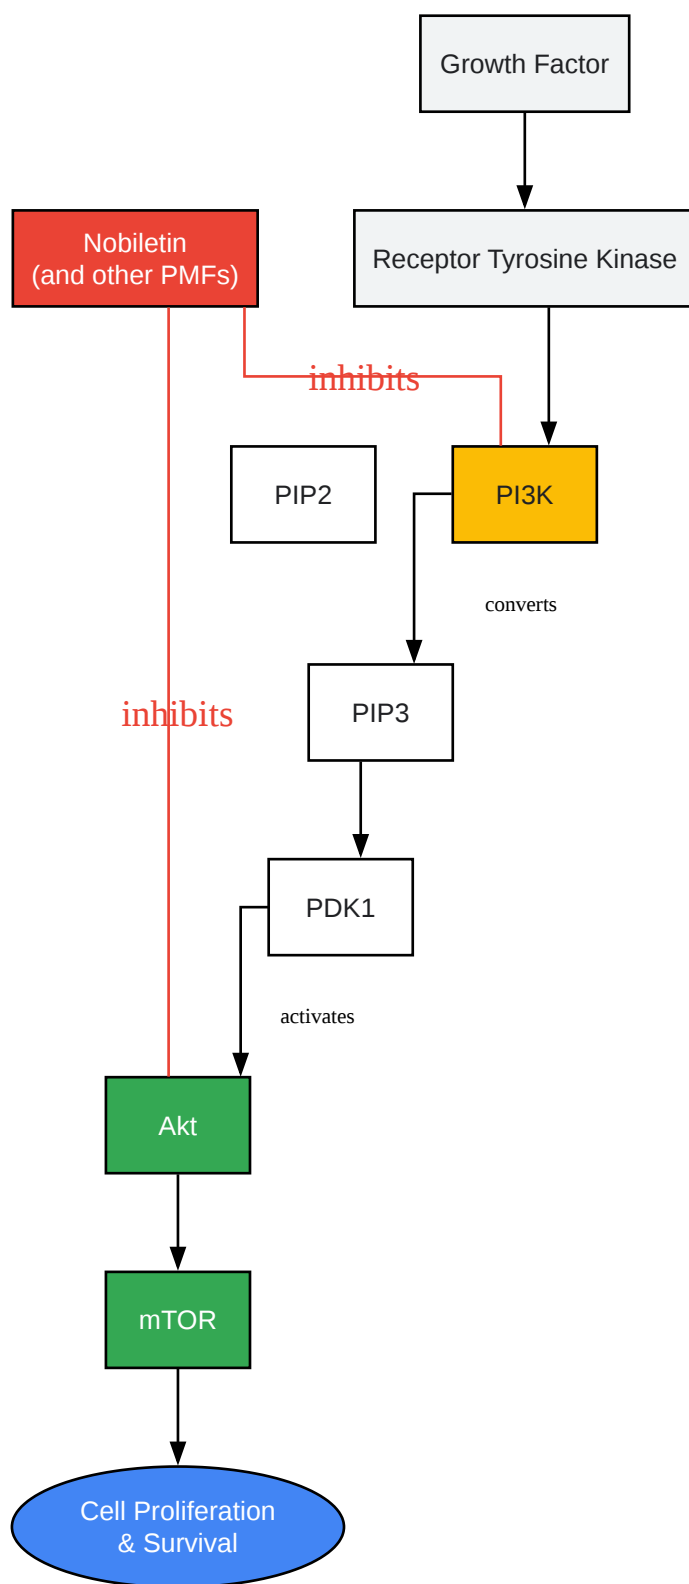 Growth Factor
Nobiletin
(and other PMFs)
Receptor Tyrosine Kinase
inhibits
PIP2
PI3K
converts
PIP3
inhibits
PDK1
activates
Akt
mTOR
Cell Proliferation
& Survival